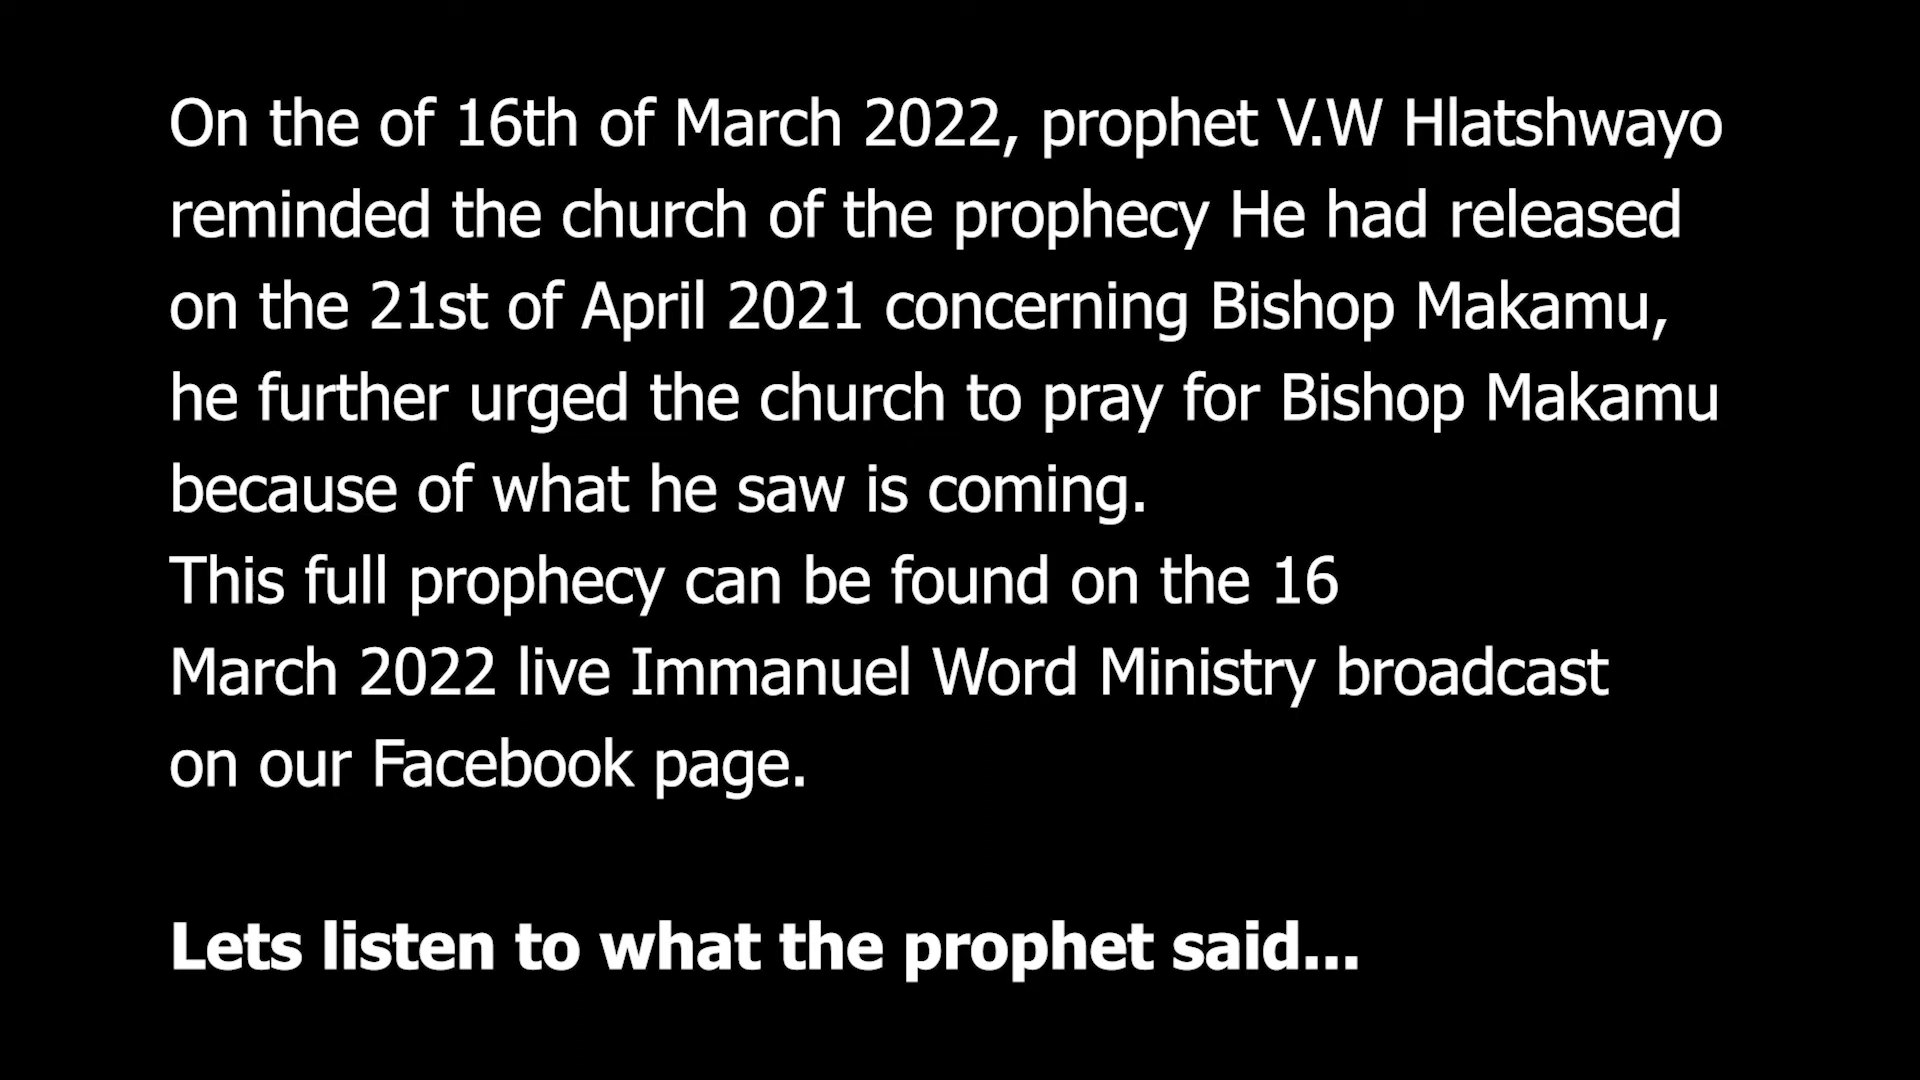 On the of 16th of March 2022, prophet V.W Hlatshwayo
reminded the church of the prophecy He had released
on the 21st of April 2021 concerning Bishop Makamu,
he further urged the church to pray for Bishop Makamu
because of what he saw is coming.
This full prophecy can be found on the 16
March 2022 live Immanuel Word Ministry broadcast
on our Facebook page.
Lets listen to what the prophet said...